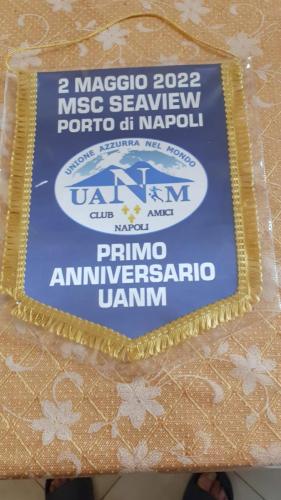 2 MAGGIO 2022
MSC SEAVIEW
PORTO di NAPOLI
UNIONE AZZURRA NEL MONDO
UANM
CLUB AMICI
NAPOLI
PRIMO
ANNIVERSARIO
UANM